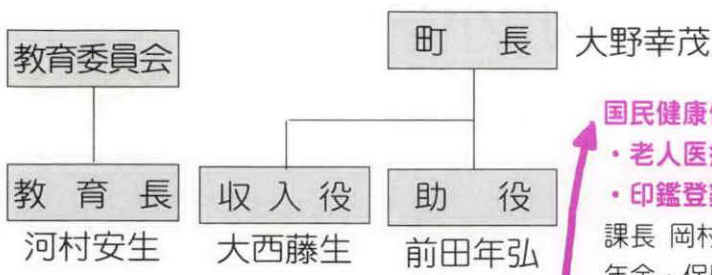 教育委員会
町長 大野幸茂
教育長
河村安生
収入役
大西藤生
助役
前田年弘
国民健康
・老人医
・印鑑登
課長 岡村